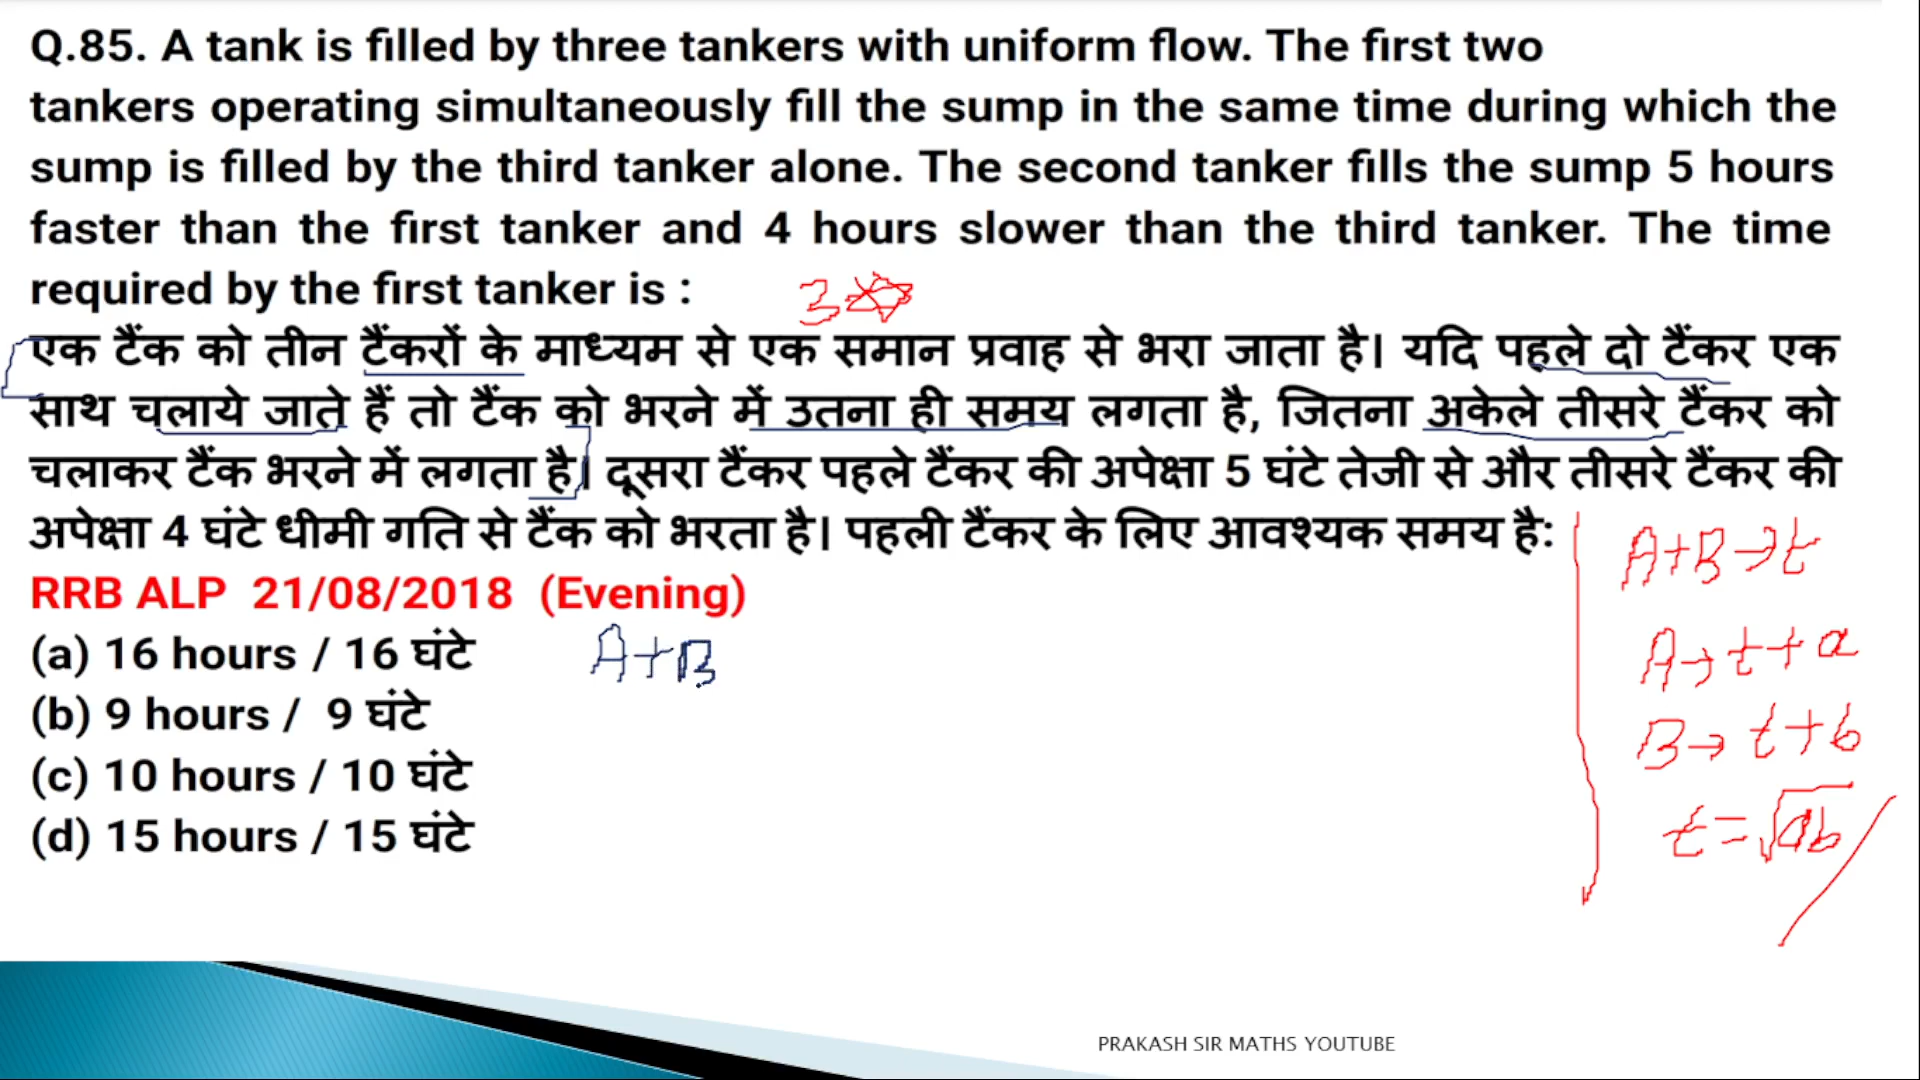 Q.85. A tank is filled by three tankers with uniform flow. The first two
tankers operating simultaneously fill the sump in the same time during which the
sump is filled by the third tanker alone. The second tanker fills the sump 5 hours
faster than the first tanker and 4 hours slower than the third tanker. The time
required by the first tanker is :
3
एक टैंक को तीन टैंकरों के माध्यम से एक समान प्रवाह से भरा जाता है। यदि पहले दो टैंकर एक
साथ चलाये जाते हैं तो टैंक को भरने में उतना ही समय लगता है, जितना अकेले तीसरे टैंकर को
चलाकर टैंक भरने में लगता है। दूसरा टैंकर पहले टैंकर की अपेक्षा 5 घंटे तेजी से और तीसरे टैंकर की
अपेक्षा 4 घंटे धीमी गति से टैंक को भरता है। पहली टैंकर के लिए आवश्यक समय है:
RRB ALP 21/08/2018 (Evening)
(a) 16 hours / 16 घंटे
(b) 9 hours / 9 घंटे
(c) 10 hours / 10 घंटे
(d) 15 hours / 15 घंटे
A+B
A+B→t
A→t+a
B→t+b
t=√ab
PRAKASH SIR MATHS YOUTUBE